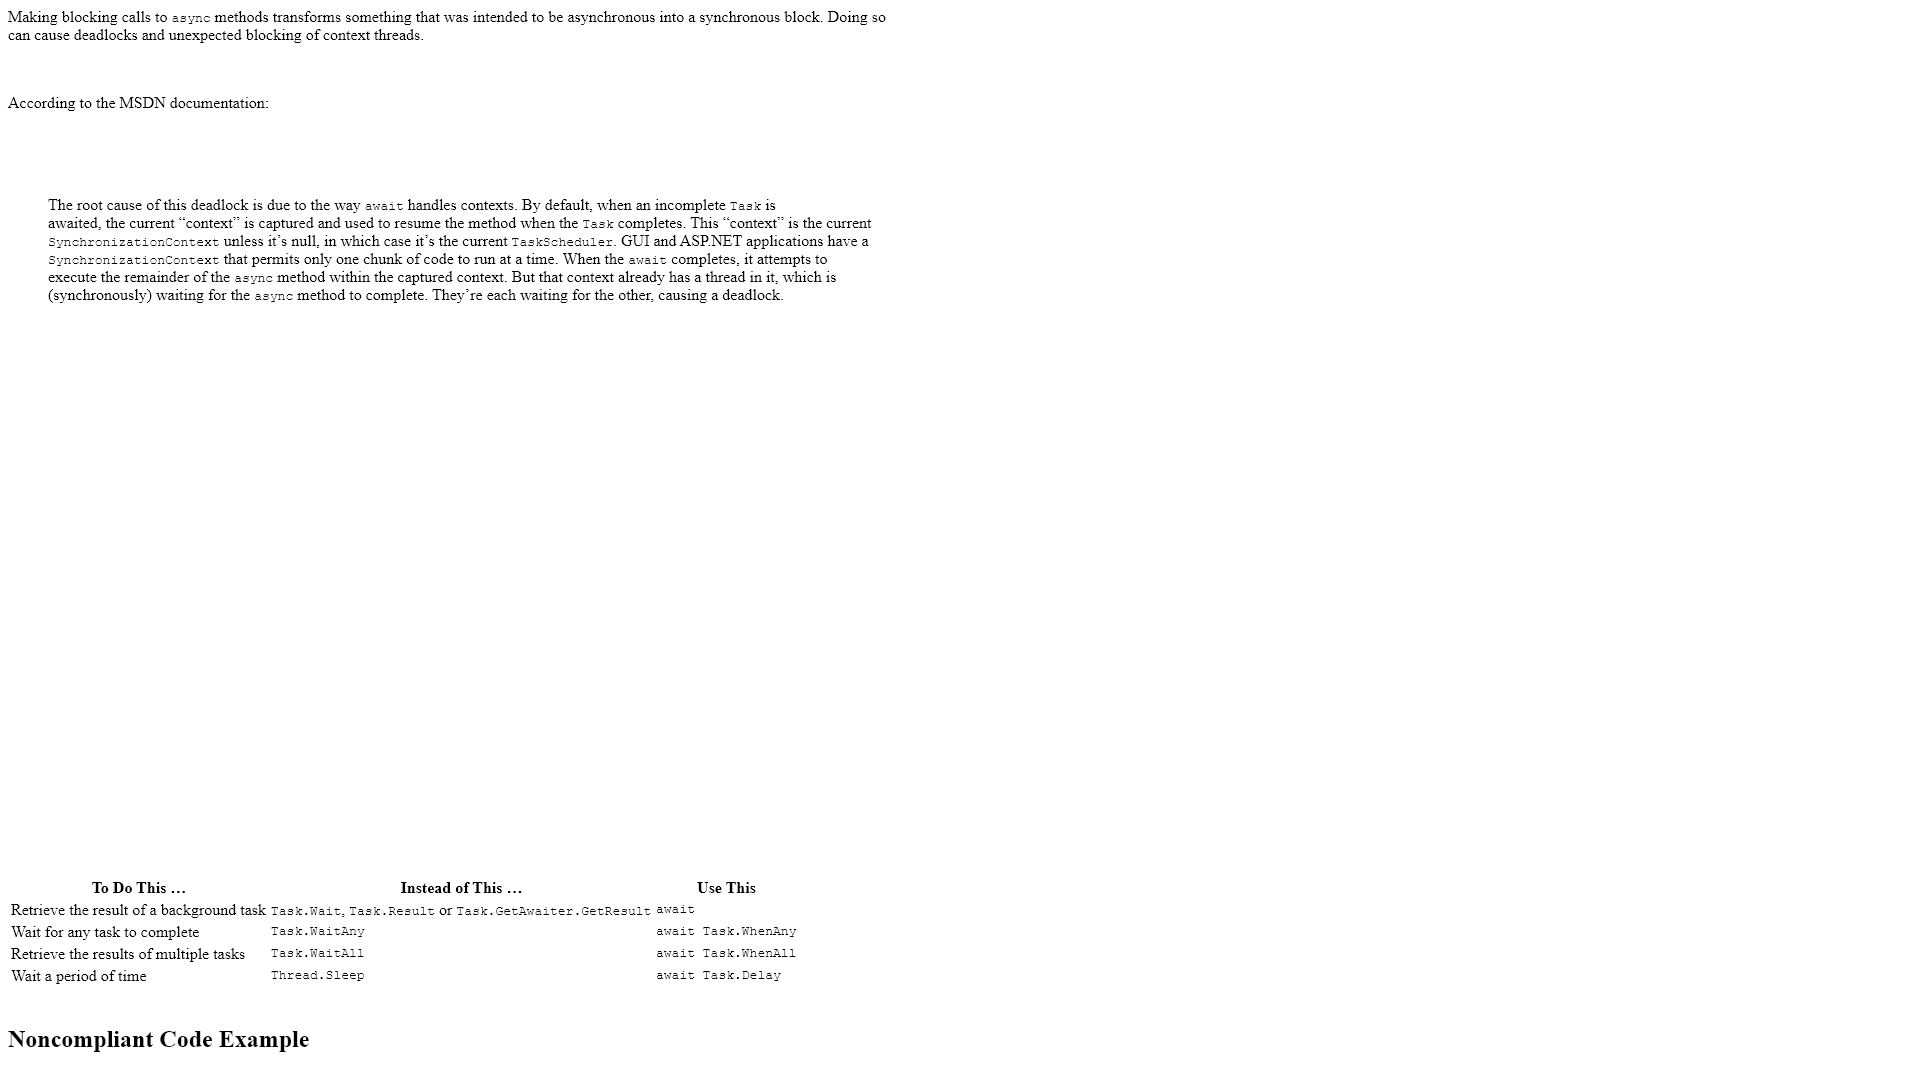 Making blocking calls to async methods transforms something that was intended to be asynchronous into a synchronous block. Doing so
can cause deadlocks and unexpected blocking of context threads.
According to the MSDN documentation:
The root cause of this deadlock is due to the way await handles contexts. By default, when an incomplete Task is
awaited, the current “context” is captured and used to resume the method when the Task completes. This “context” is the current
SynchronizationContext unless it’s null, in which case it’s the current TaskScheduler. GUI and ASP.NET applications have a
SynchronizationContext that permits only one chunk of code to run at a time. When the await completes, it attempts to
execute the remainder of the async method within the captured context. But that context already has a thread in it, which is
(synchronously) waiting for the async method to complete. They’re each waiting for the other, causing a deadlock.
To Do This … Instead of This … Use This
Retrieve the result of a background task Task.Wait, Task.Result or Task.GetAwaiter.GetResult await
Wait for any task to complete Task.WaitAny await Task.WhenAny
Retrieve the results of multiple tasks Task.WaitAll await Task.WhenAll
Wait a period of time Thread.Sleep await Task.Delay
Noncompliant Code Example